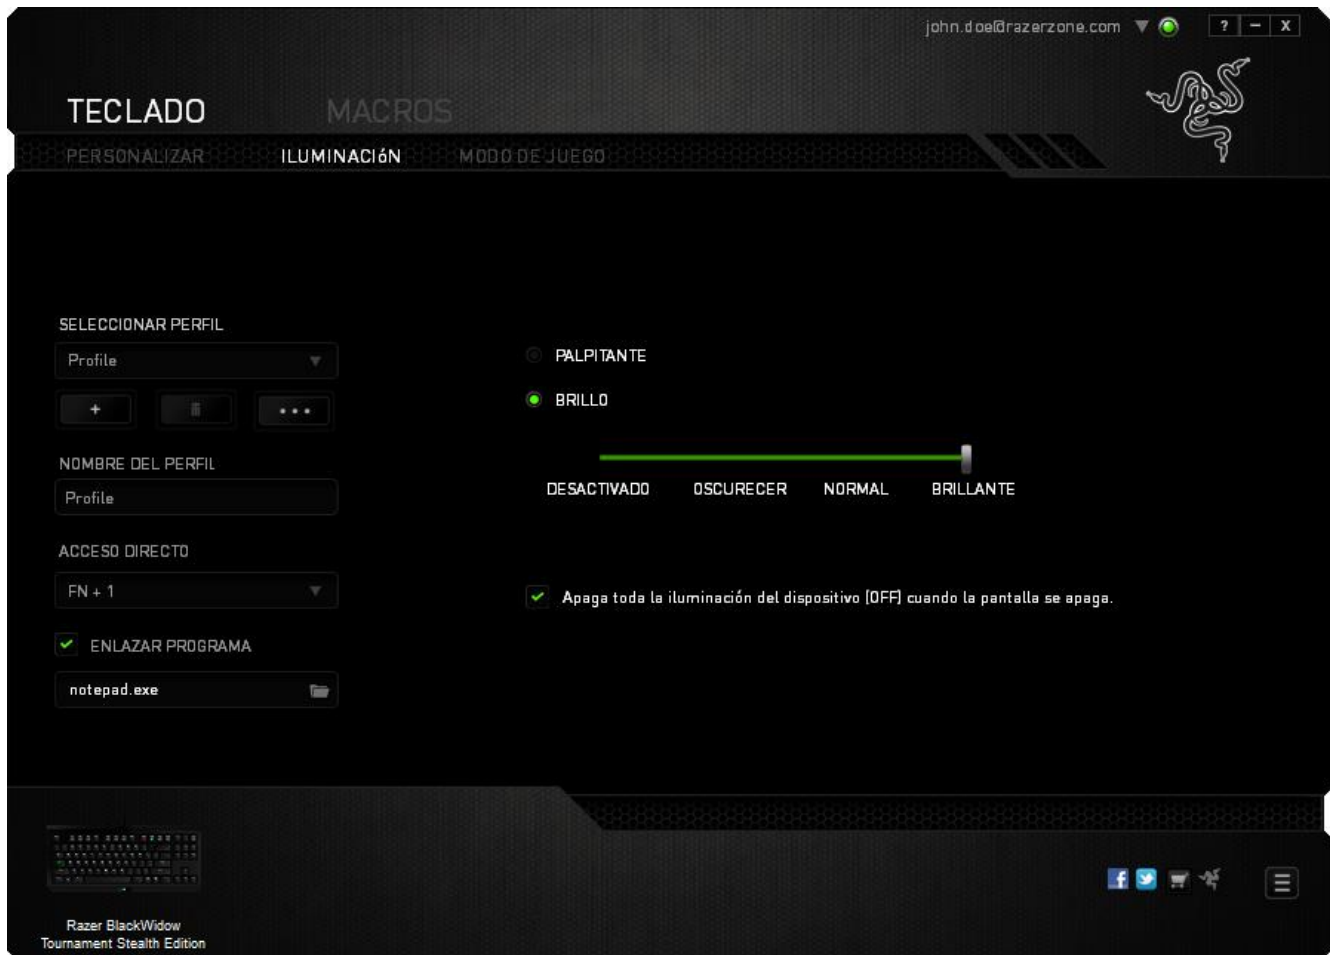 john.doe@razerzone.com
? – X
TECLADO MACROS
PERSONALIZAR ILUMINACIóN MODO DE JUEGO
SELECCIONAR PERFIL
Profile
+ •••
NOMBRE DEL PERFIL
Profile
ACCESO DIRECTO
FN + 1
ENLAZAR PROGRAMA
notepad.exe
PALPITANTE
BRILLO
DESACTIVADO OSCURECER NORMAL BRILLANTE
Apaga toda la iluminación del dispositivo (OFF) cuando la pantalla se apaga.
Razer BlackWidow
Tournament Stealth Edition